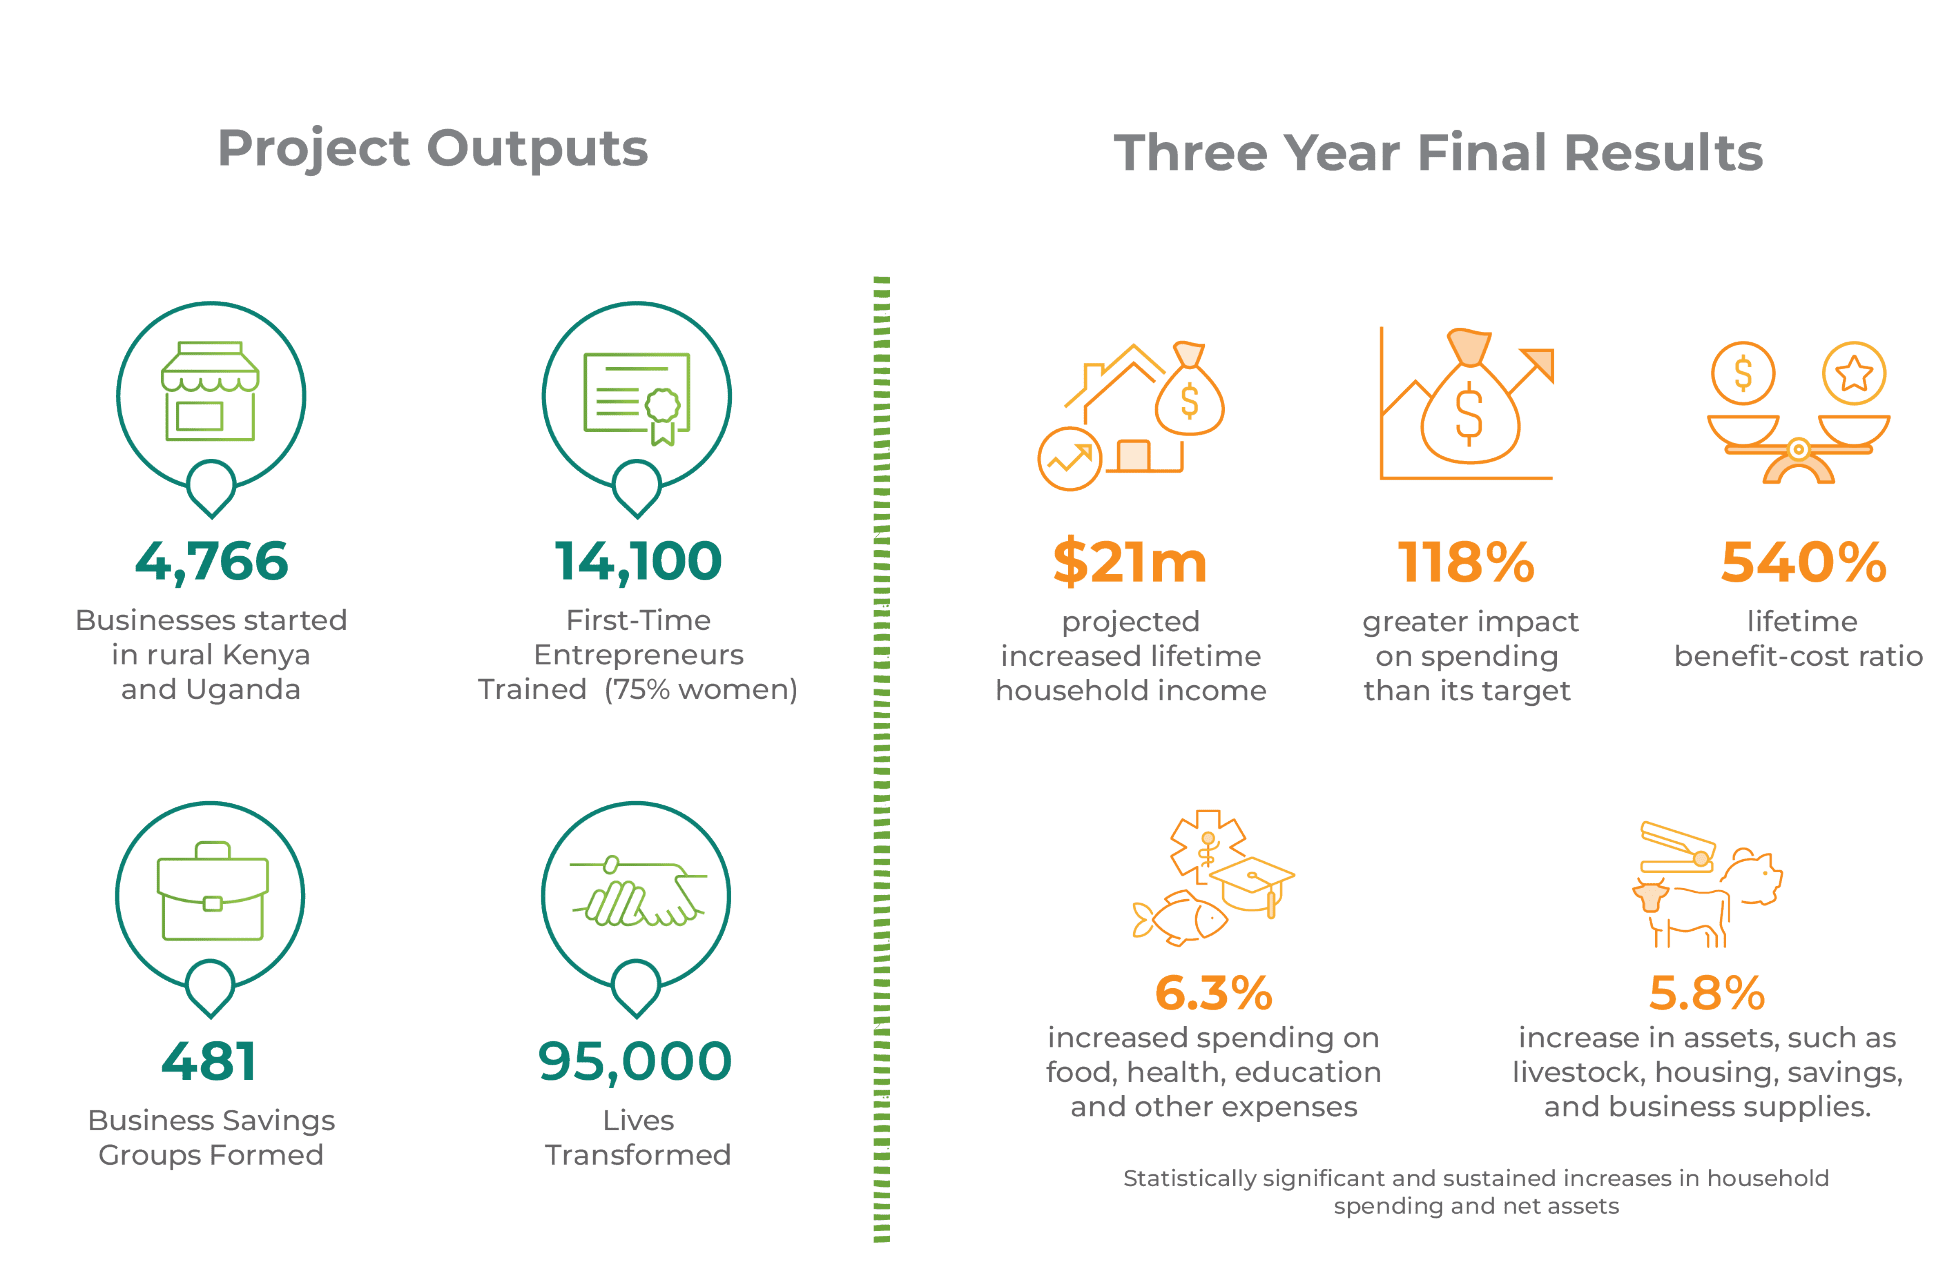 Project Outputs
4,766
Businesses started
in rural Kenya
and Uganda
14,100
First-Time
Entrepreneurs
Trained (75% women)
481
Business Savings
Groups Formed
95,000
Lives
Transformed
Three Year Final Results
$21m
projected
increased lifetime
household income
118%
greater impact
on spending
than its target
540%
lifetime
benefit-cost ratio
6.3%
increased spending on
food, health, education
and other expenses
5.8%
increase in assets, such as
livestock, housing, savings,
and business supplies.
Statistically significant and sustained increases in household
spending and net assets